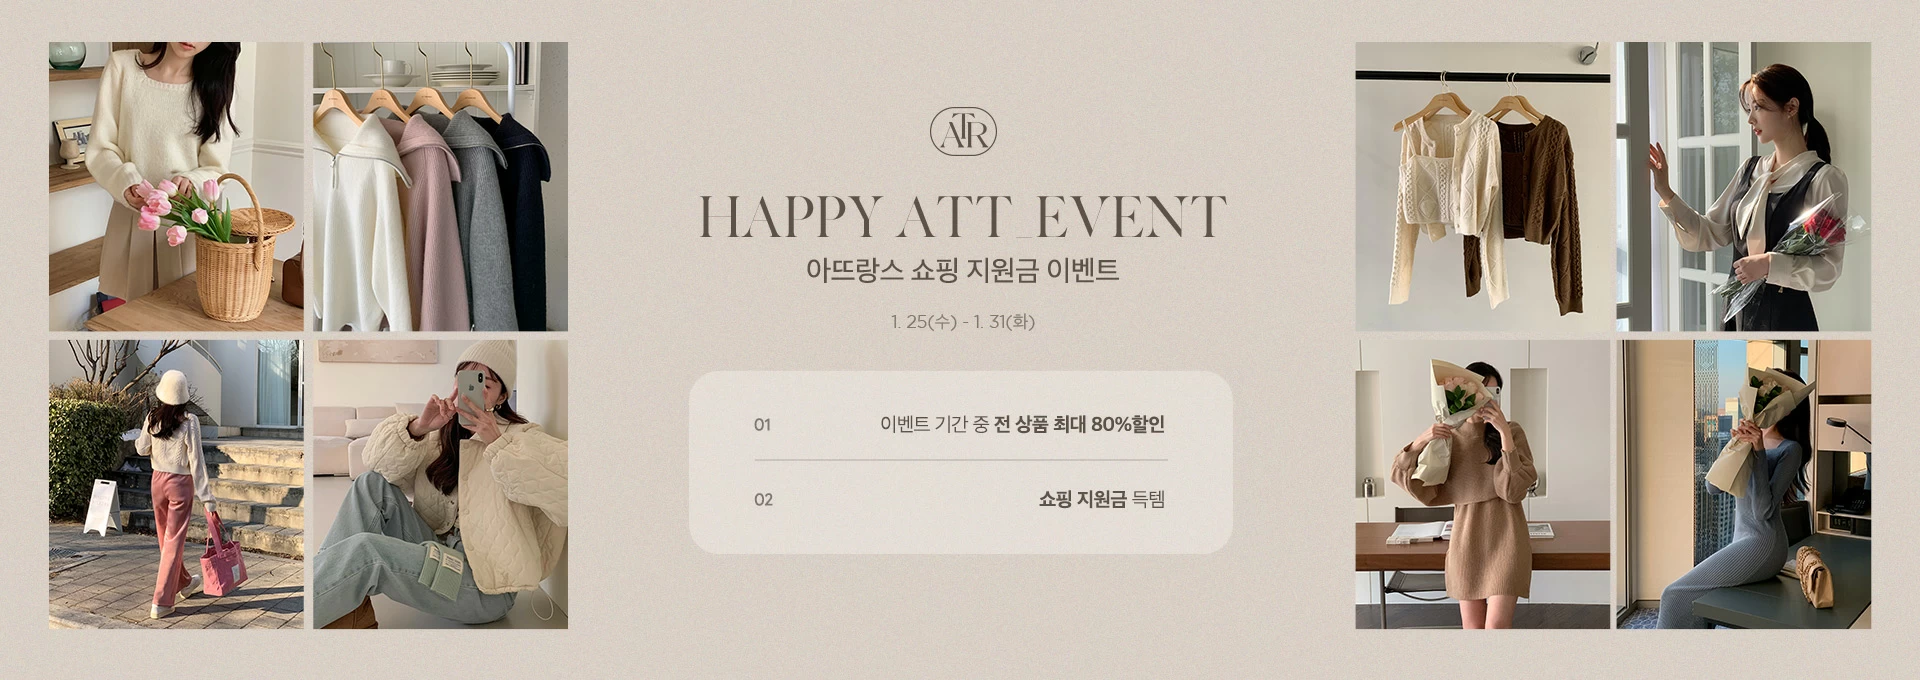 ATR
HAPPY ATT_EVENT
아뜨랑스 쇼핑 지원금 이벤트
1. 25(수) - 1. 31(화)
01 이벤트 기간 중 전 상품 최대 80%할인
02 쇼핑 지원금 득템